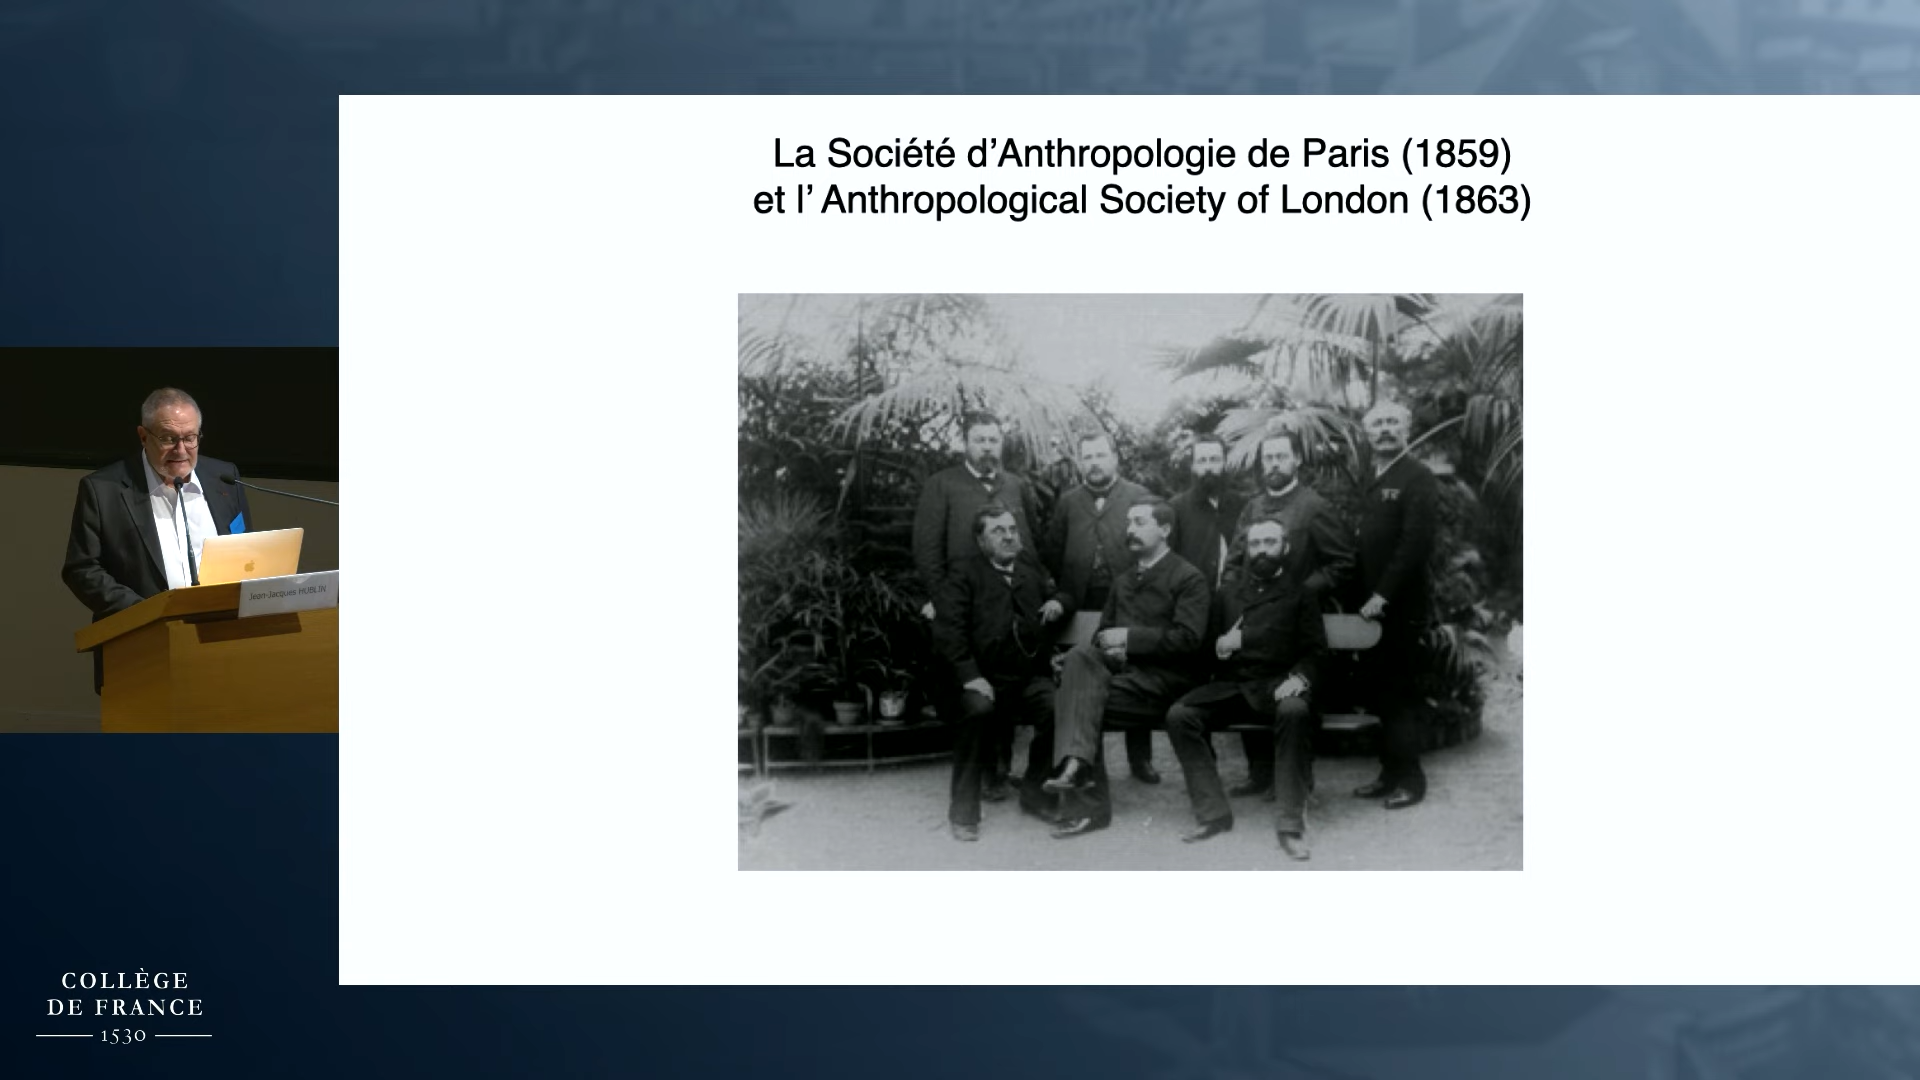 La Société d’Anthropologie de Paris (1859)
et l’ Anthropological Society of London (1863)
Jean-Jacques HUBLIN
COLLÈGE
DE FRANCE
1530